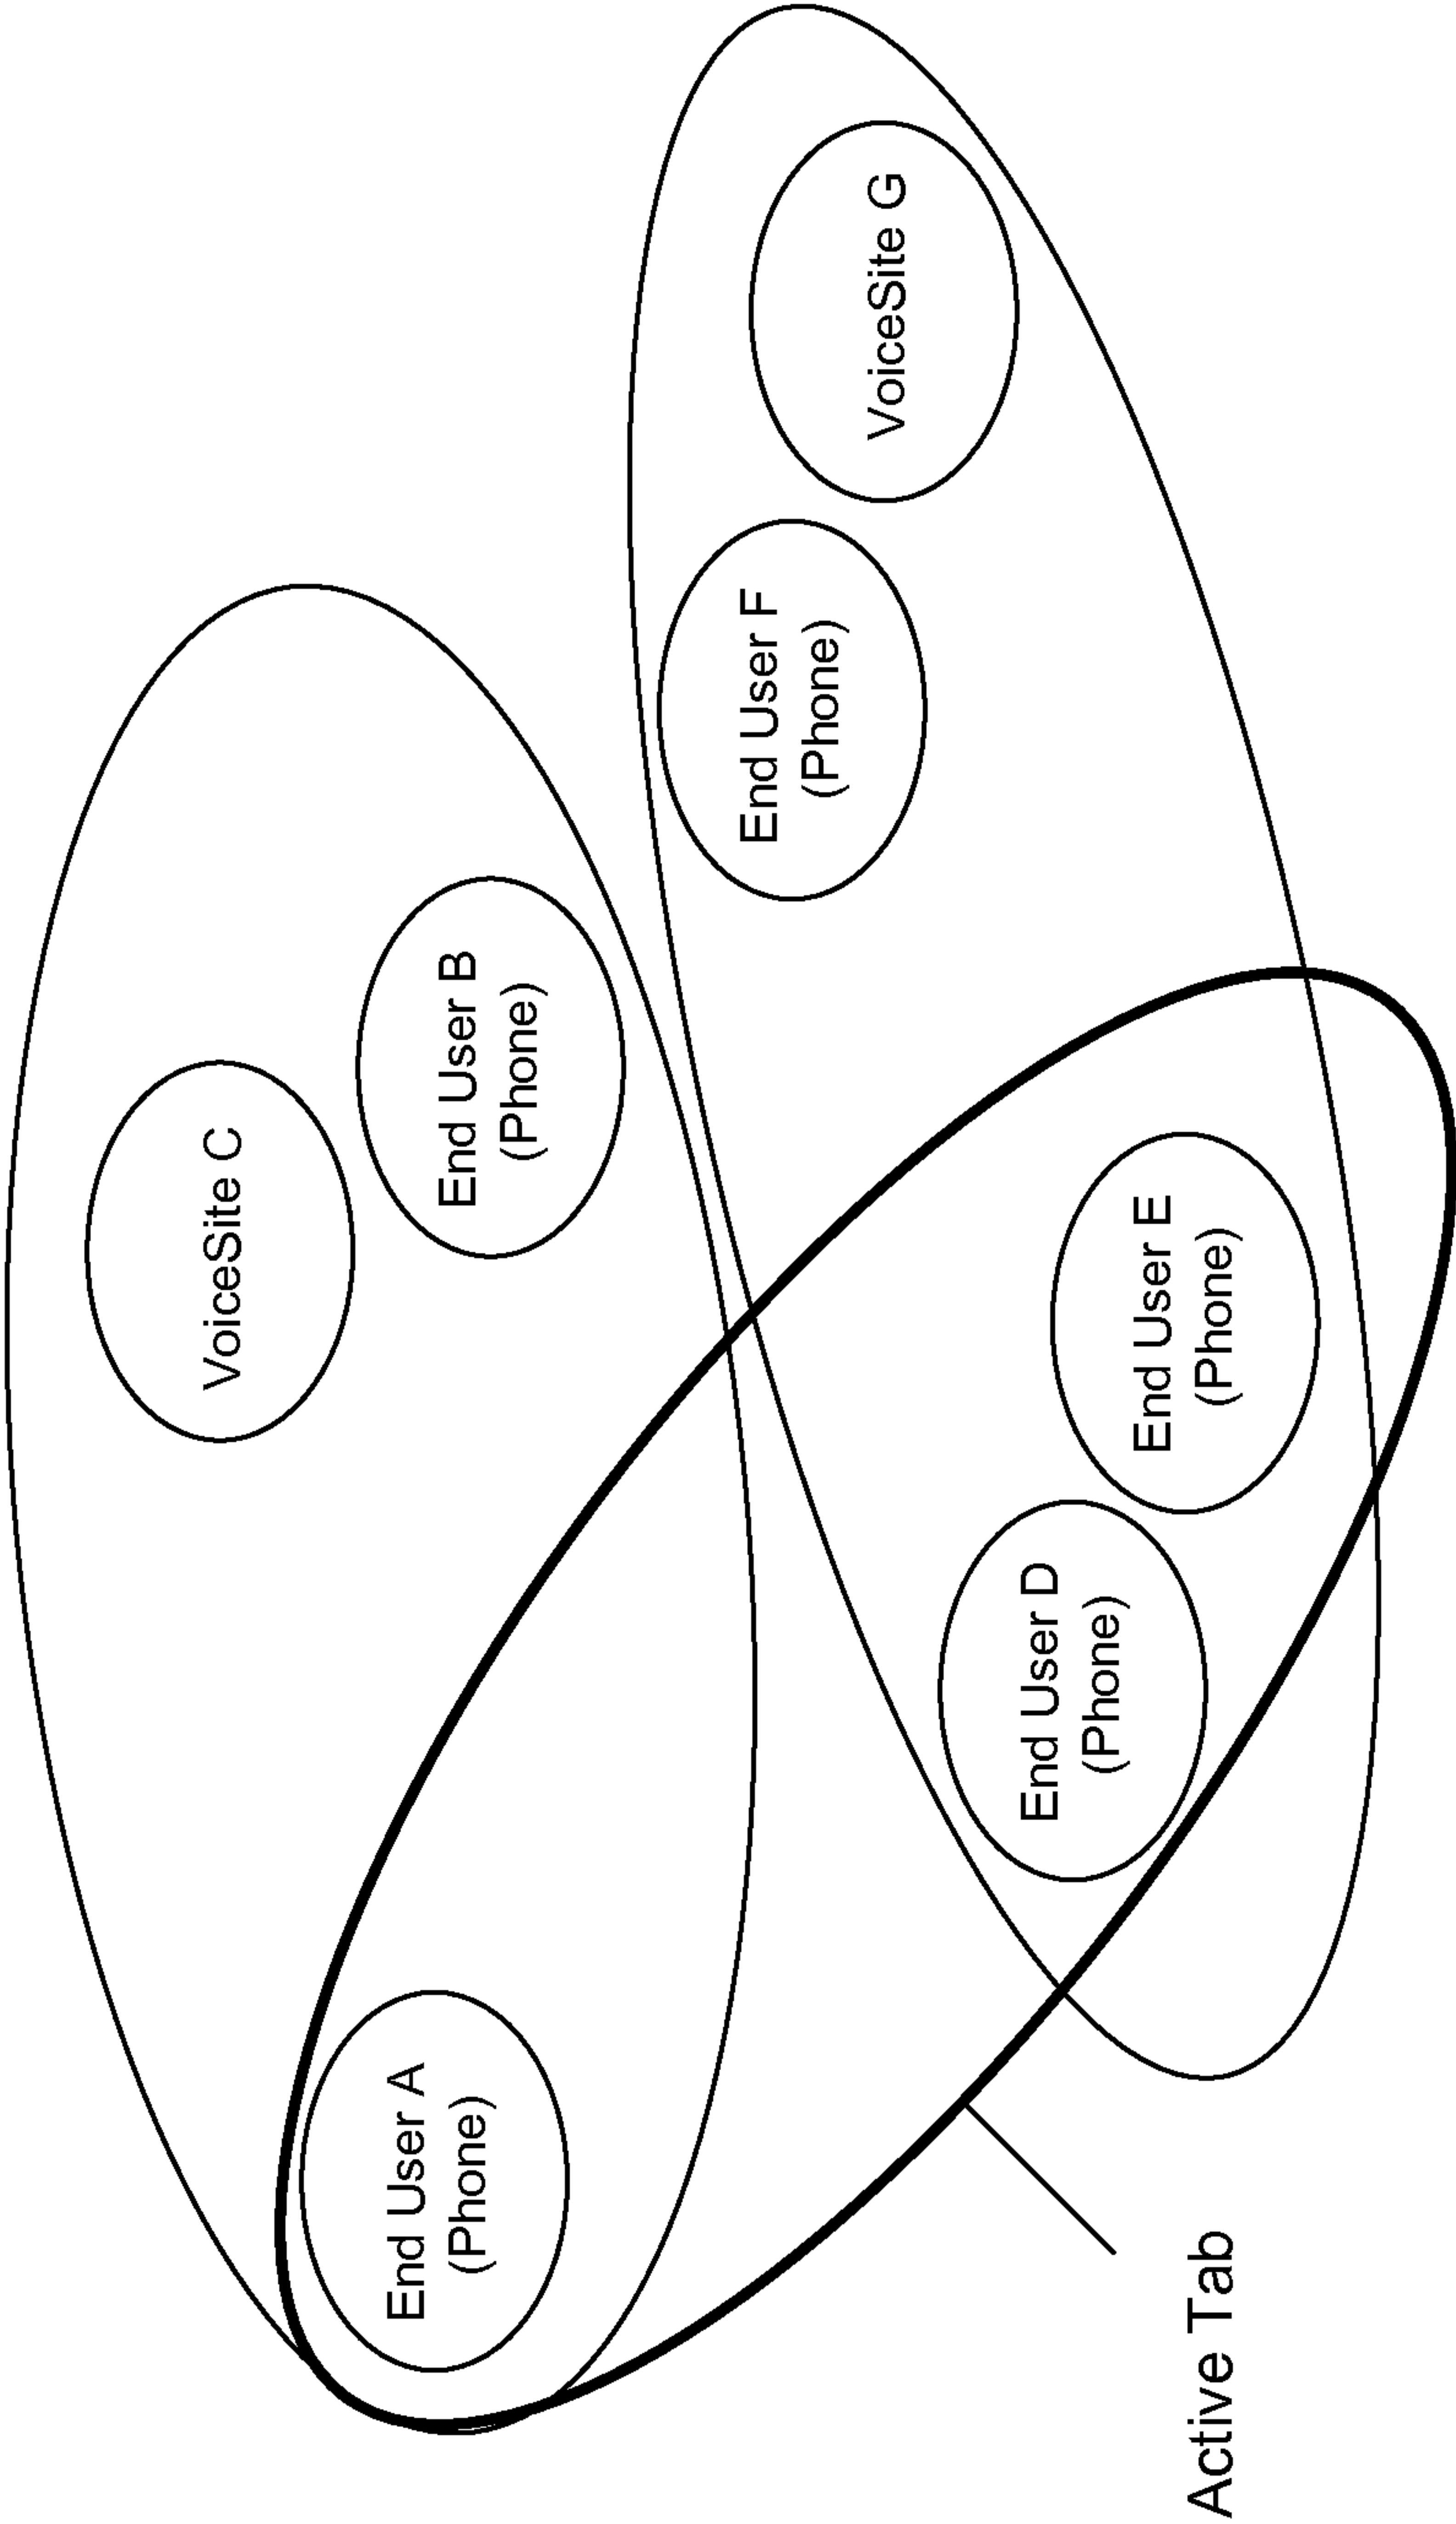 VoiceSite C
End User B
(Phone)
End User A
(Phone)
End User F
(Phone)
VoiceSite G
End User D
(Phone)
End User E
(Phone)
Active Tab